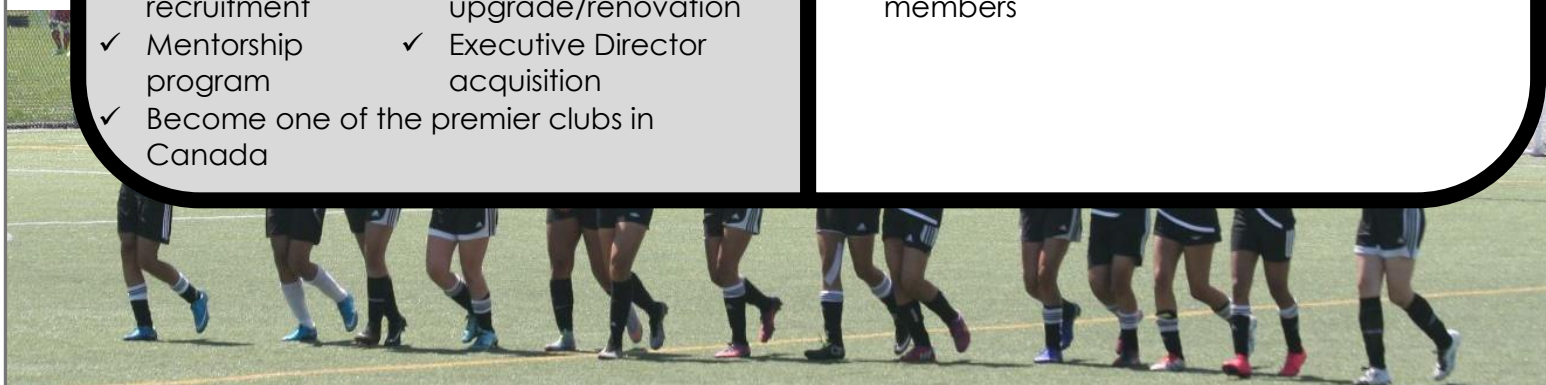 recruitment
✓ Mentorship
program
upgrade/renovation
✓ Executive Director
acquisition
✓ Become one of the premier clubs in
Canada
members